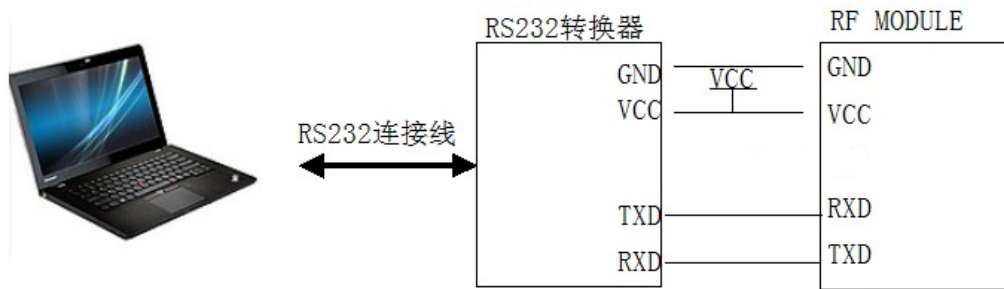 RS232转换器
RF MODULE
GND
VCC
GND
VCC
VCC
RS232连接线
TXD
RXD
RXD
TXD